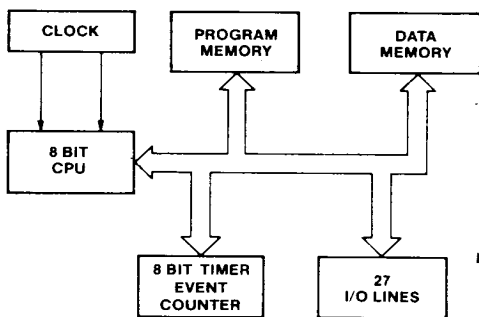 CLOCK
PROGRAM
MEMORY
DATA
MEMORY
8 BIT
CPU
8 BIT TIMER
EVENT
COUNTER
27
I/O LINES